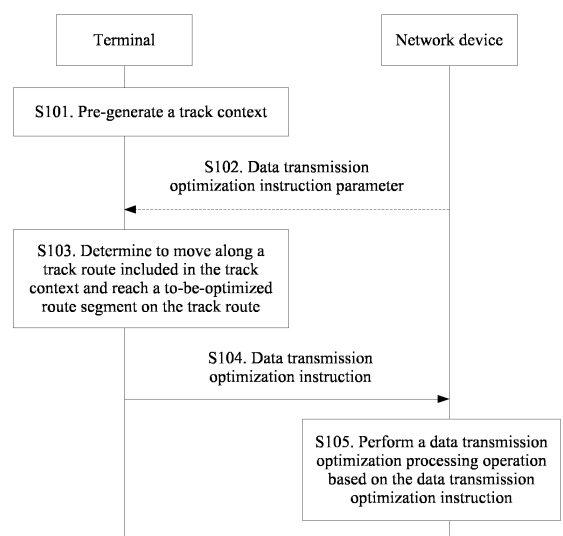 Terminal
Network device
S101. Pre-generate a track context
S102. Data transmission
optimization instruction parameter
S103. Determine to move along a
track route included in the track
context and reach a to-be-optimized
route segment on the track route
S104. Data transmission
optimization instruction
S105. Perform a data transmission
optimization processing operation
based on the data transmission
optimization instruction